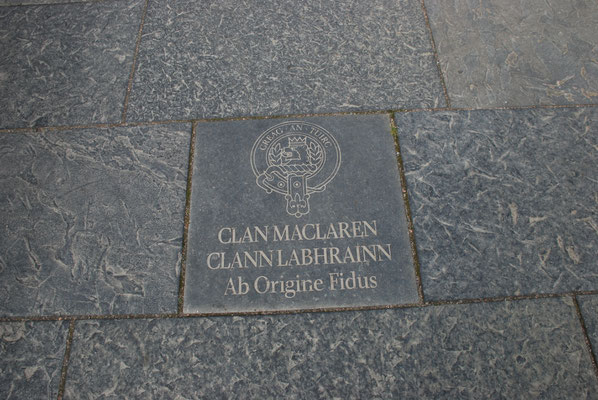 CREAG AN TUIRC
CLAN MACLAREN
CLANN LABHRAINN
Ab Origine Fidus